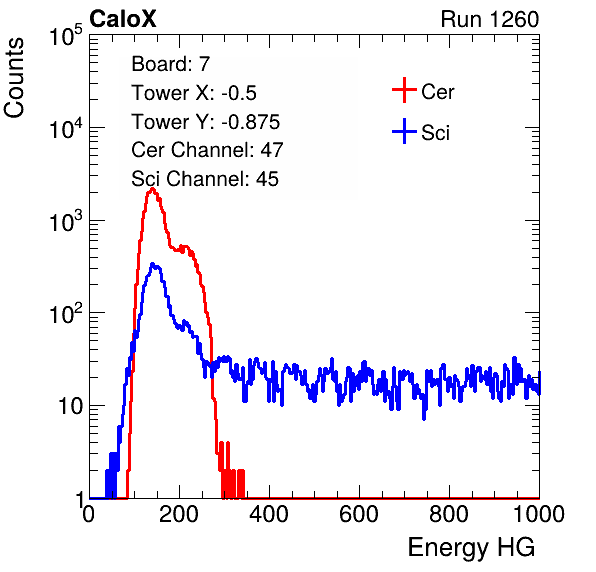 CaloX Run 1260
Counts
10^5
Board: 7
Tower X: -0.5
Tower Y: -0.875
Cer Channel: 47
Sci Channel: 45
Cer
Sci
10^4
10^3
10^2
10
1
0 200 400 600 800 1000
Energy HG